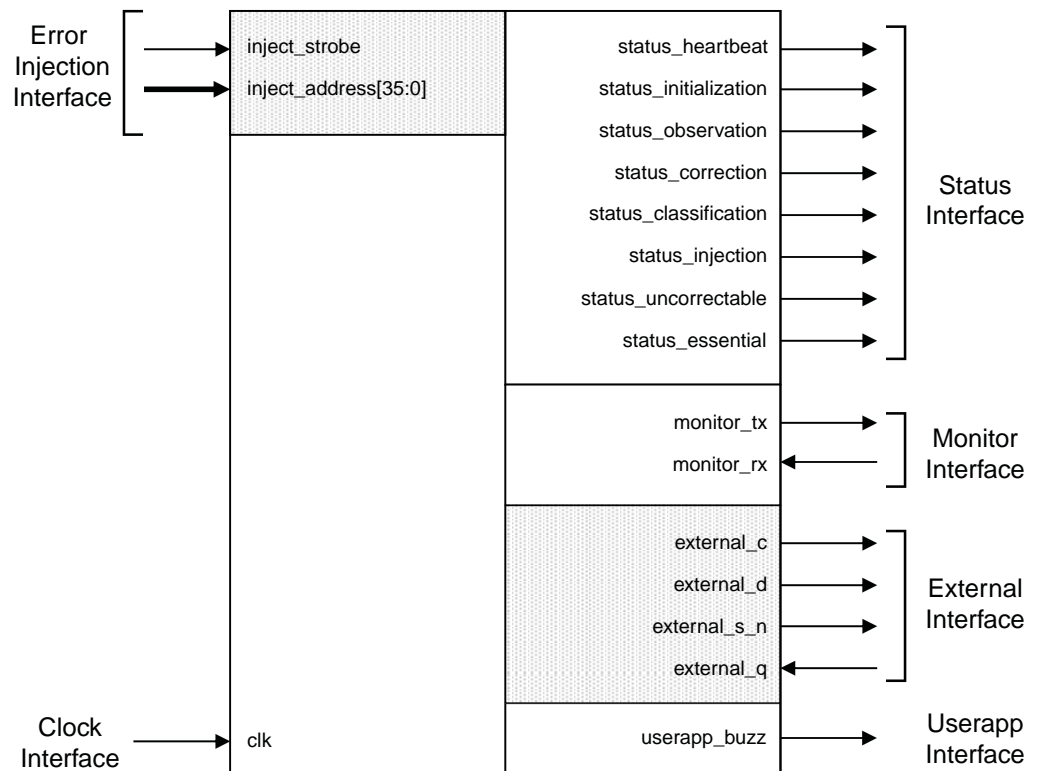 Error
Injection
Interface
inject_strobe
inject_address[35:0]
status_heartbeat
status_initialization
status_observation
status_correction
status_classification
status_injection
status_uncorrectable
status_essential
Status
Interface
monitor_tx
monitor_rx
Monitor
Interface
external_c
external_d
external_s_n
external_q
External
Interface
Clock
Interface
clk
userapp_buzz
Userapp
Interface